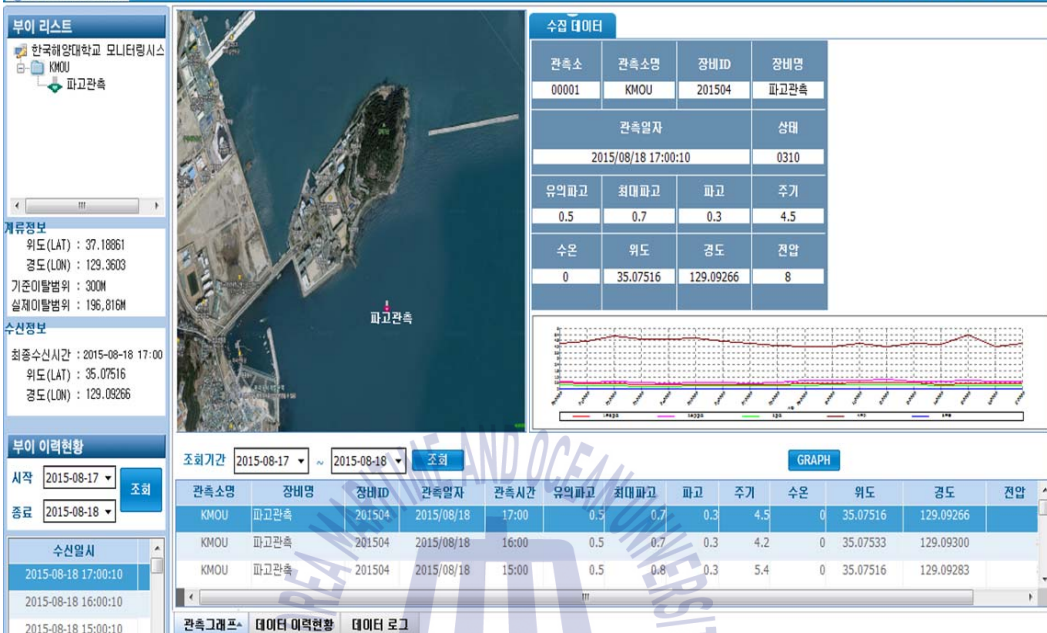 부이 리스트
한국해양대학교 모니터링시스
KMOU
파고관측
계류정보
위도(LAT) : 37.18861
경도(LON) : 129.3603
기준이탈범위 : 300M
실제이탈범위 : 196,816M
수신정보
최종수신시간 : 2015-08-18 17:00
위도(LAT) : 35.07516
경도(LON) : 129.09266
부이 이력현황
시작 2015-08-17
조회
종료 2015-08-18
수신일시
2015-08-18 17:00:10
2015-08-18 16:00:10
2015-08-18 15:00:10
파고관측
수집 데이터
관측소 관측소명 장비ID 장비명
00001 KMOU 201504 파고관측
관측일자 상태
2015/08/18 17:00:10 0310
유의파고 최대파고 파고 주기
0.5 0.7 0.3 4.5
수온 위도 경도 전압
0 35.07516 129.09266 8
조회기간 2015-08-17 ~ 2015-08-18 조회 GRAPH
관측소명 장비명 장비ID 관측일자 관측시간 유의파고 최대파고 파고 주기 수온 위도 경도 전압
KMOU 파고관측 201504 2015/08/18 17:00 0.5 0.7 0.3 4.5 0 35.07516 129.09266
KMOU 파고관측 201504 2015/08/18 16:00 0.5 0.7 0.3 4.2 0 35.07533 129.09300
KMOU 파고관측 201504 2015/08/18 15:00 0.5 0.8 0.3 5.4 0 35.07516 129.09283
관측그래프 데이터 이력현황 데이터 로그